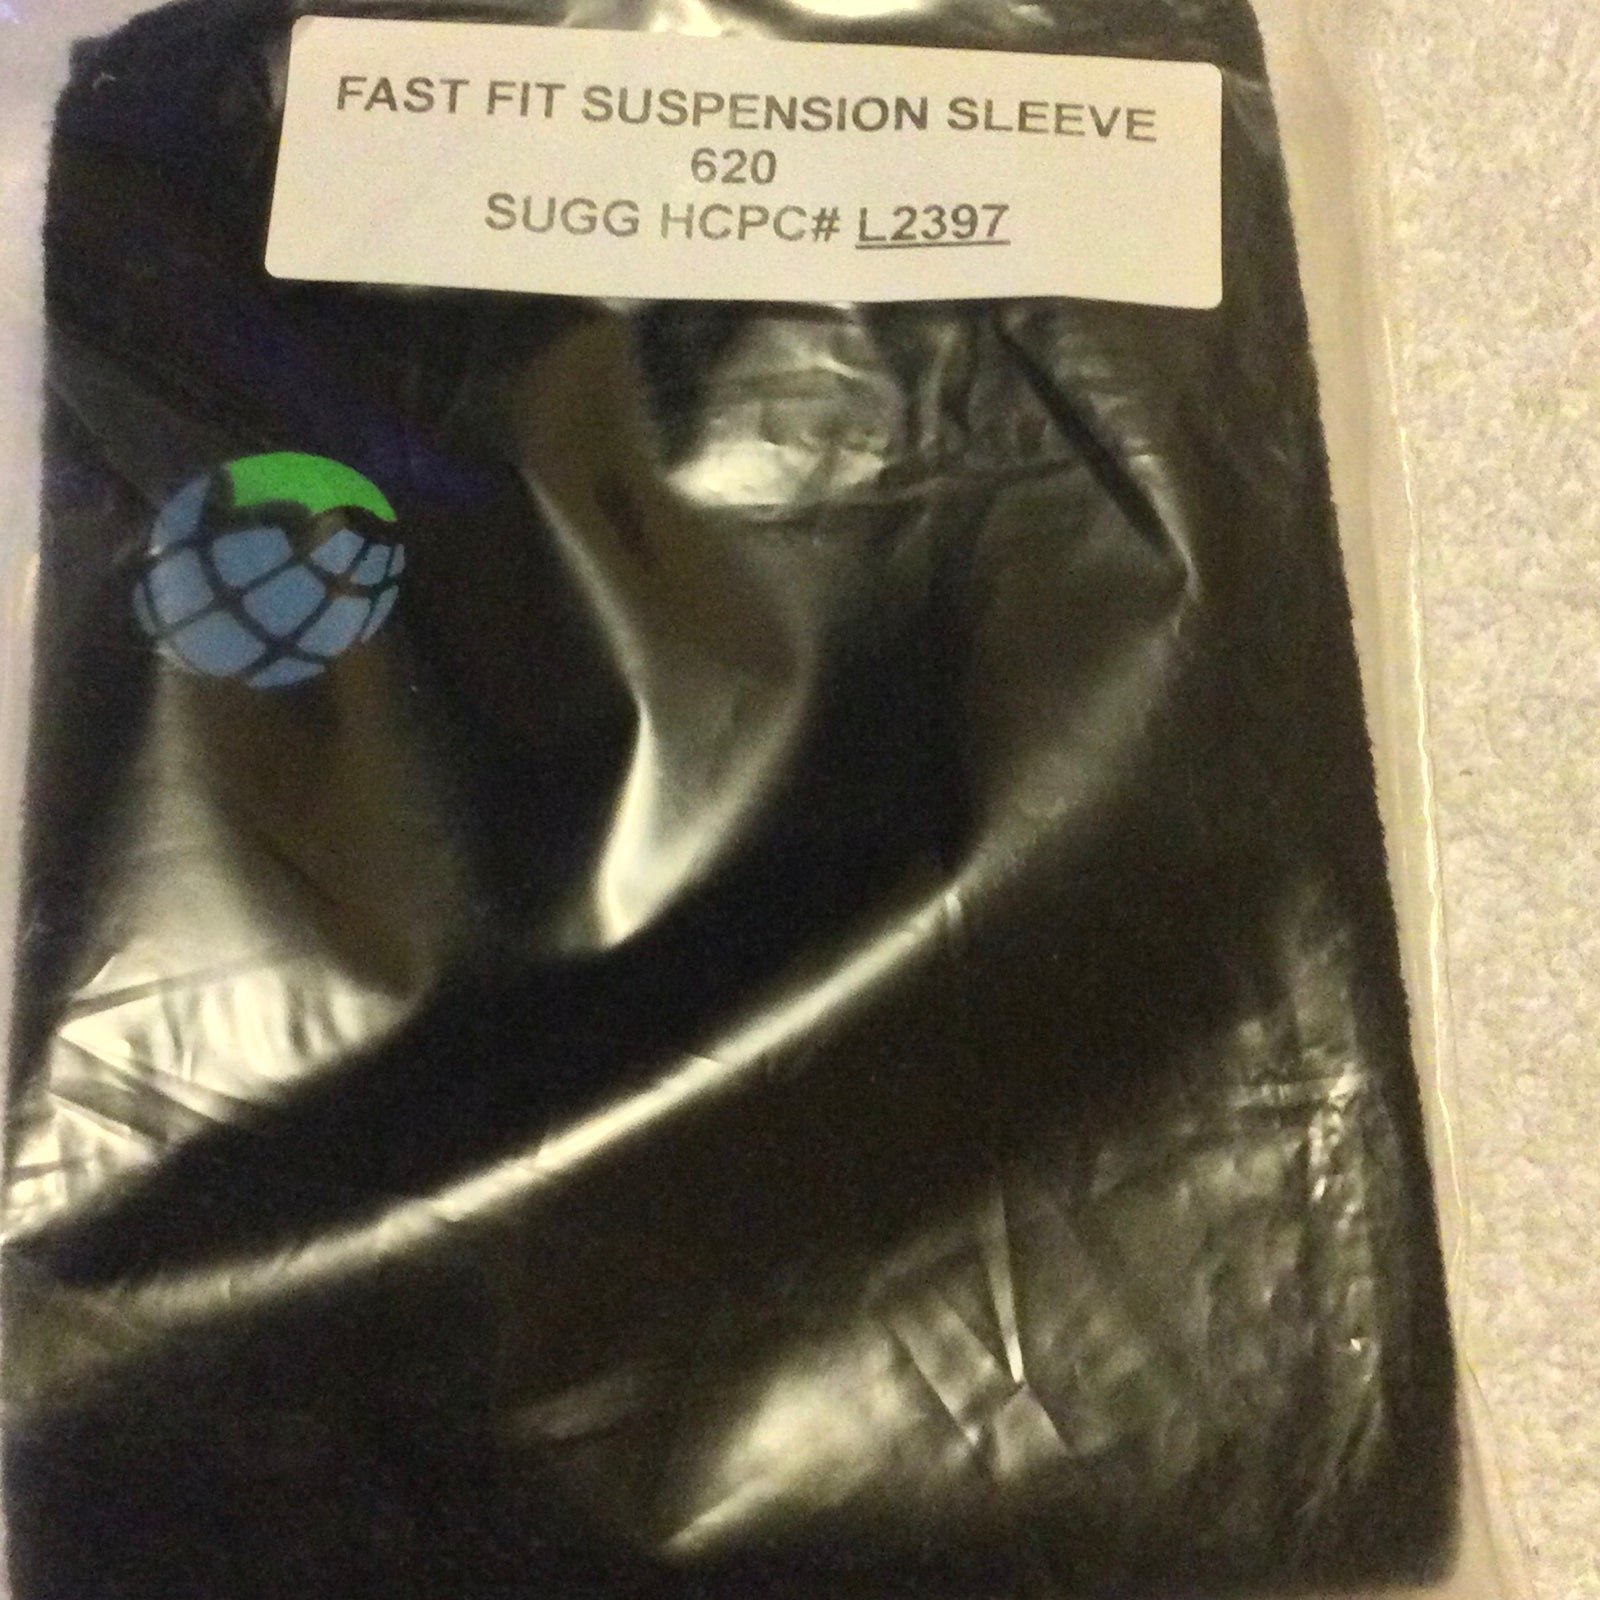 FAST FIT SUSPENSION SLEEVE
620
SUGG HCPC# L2397